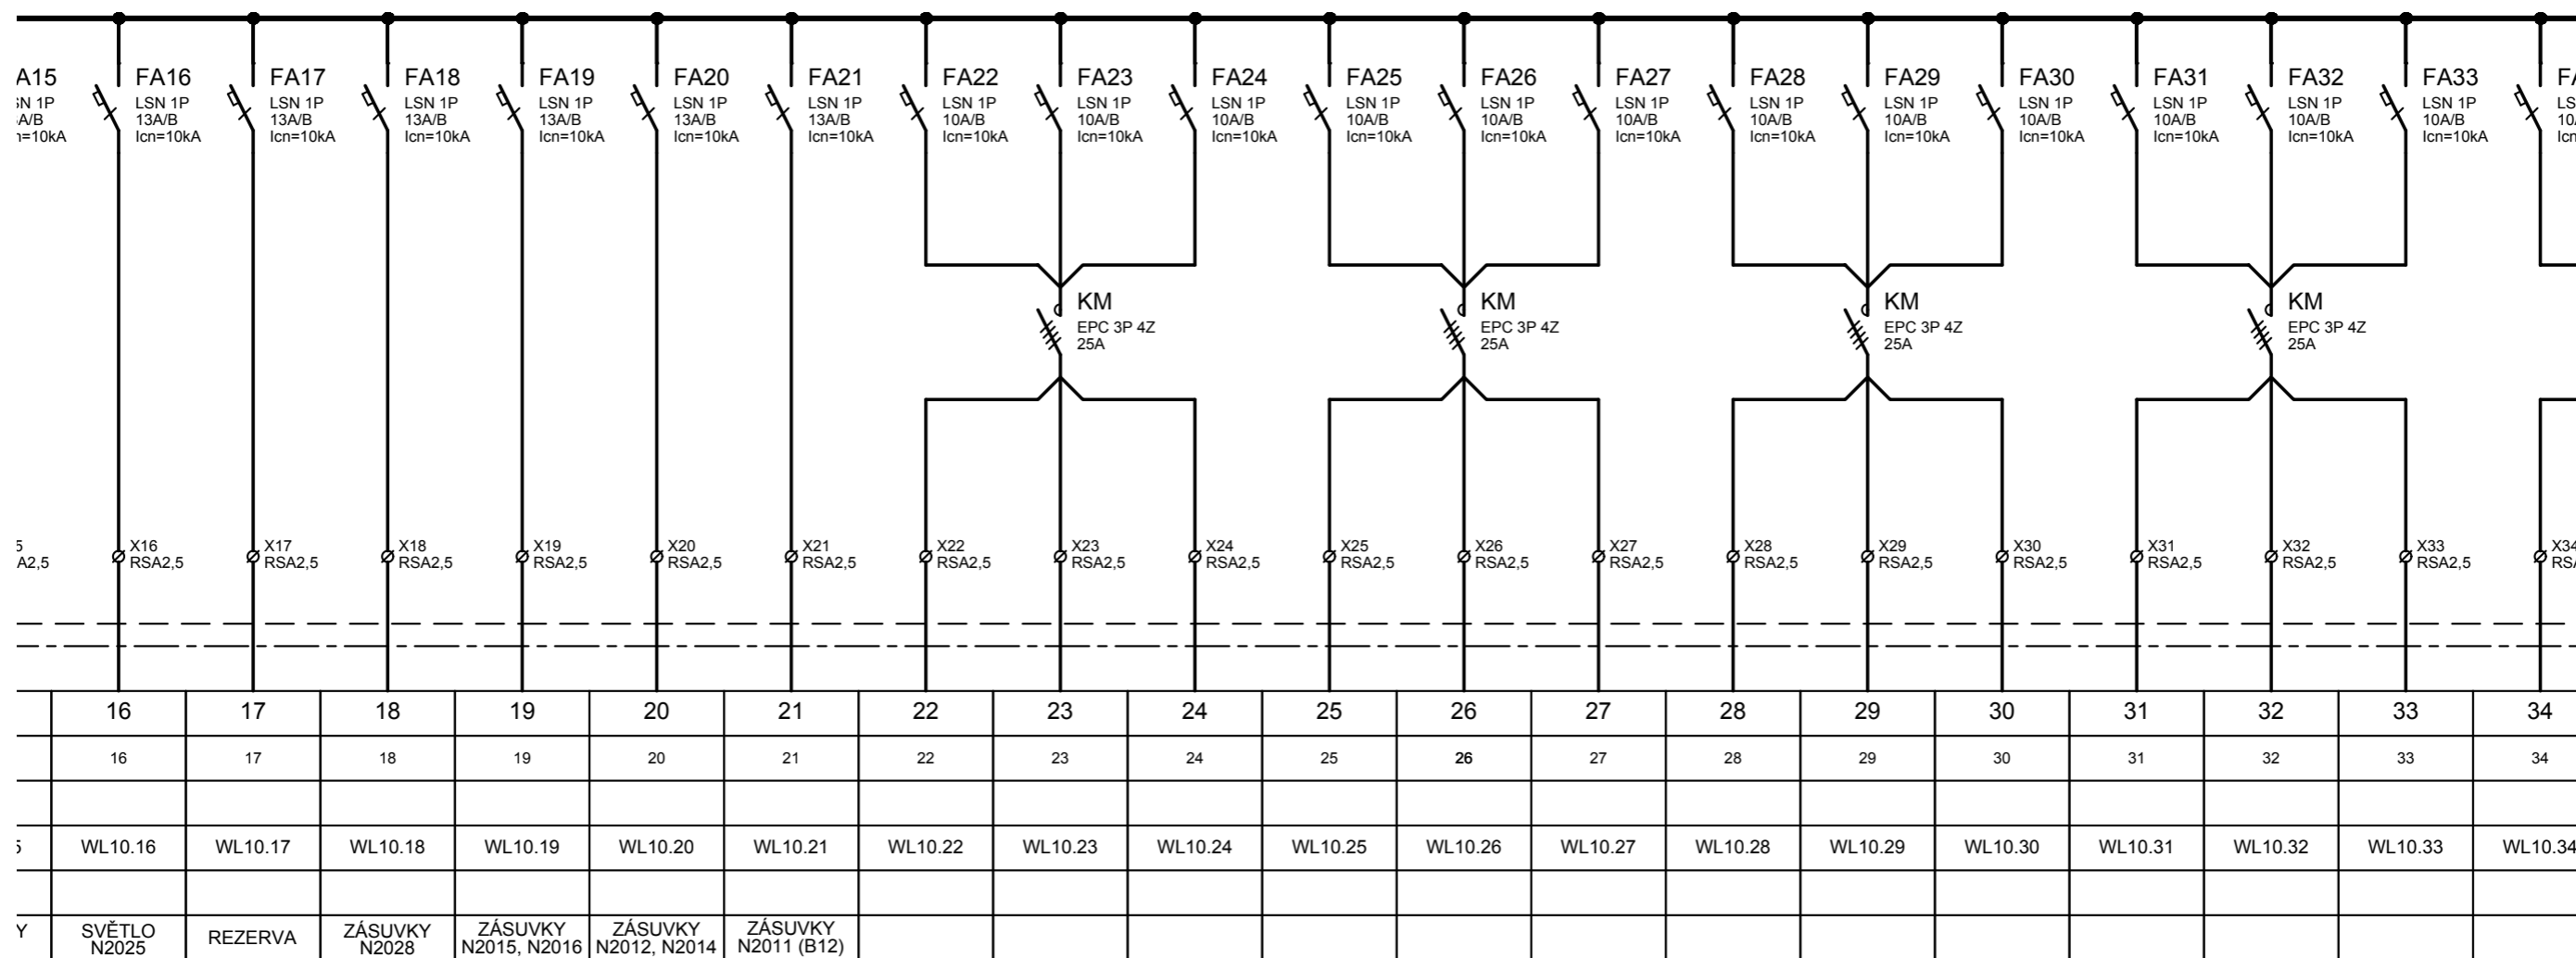 FA16
LSN 1P
13A/B
Icn=10kA
FA17
LSN 1P
13A/B
Icn=10kA
FA18
LSN 1P
13A/B
Icn=10kA
FA19
LSN 1P
13A/B
Icn=10kA
FA20
LSN 1P
13A/B
Icn=10kA
FA21
LSN 1P
13A/B
Icn=10kA
FA22
LSN 1P
10A/B
Icn=10kA
FA23
LSN 1P
10A/B
Icn=10kA
FA24
LSN 1P
10A/B
Icn=10kA
FA25
LSN 1P
10A/B
Icn=10kA
FA26
LSN 1P
10A/B
Icn=10kA
FA27
LSN 1P
10A/B
Icn=10kA
FA28
LSN 1P
10A/B
Icn=10kA
FA29
LSN 1P
10A/B
Icn=10kA
FA30
LSN 1P
10A/B
Icn=10kA
FA31
LSN 1P
10A/B
Icn=10kA
FA32
LSN 1P
10A/B
Icn=10kA
FA33
LSN 1P
10A/B
Icn=10kA
KM
EPC 3P 4Z
25A
KM
EPC 3P 4Z
25A
KM
EPC 3P 4Z
25A
KM
EPC 3P 4Z
25A
X16
RSA2,5
X17
RSA2,5
X18
RSA2,5
X19
RSA2,5
X20
RSA2,5
X21
RSA2,5
X22
RSA2,5
X23
RSA2,5
X24
RSA2,5
X25
RSA2,5
X26
RSA2,5
X27
RSA2,5
X28
RSA2,5
X29
RSA2,5
X30
RSA2,5
X31
RSA2,5
X32
RSA2,5
X33
RSA2,5
16 17 18 19 20 21 22 23 24 25 26 27 28 29 30 31 32 33 34
16 17 18 19 20 21 22 23 24 25 26 27 28 29 30 31 32 33 34
WL10.16 WL10.17 WL10.18 WL10.19 WL10.20 WL10.21 WL10.22 WL10.23 WL10.24 WL10.25 WL10.26 WL10.27 WL10.28 WL10.29 WL10.30 WL10.31 WL10.32 WL10.33 WL10.34
SVĚTLO
N2025
REZERVA
ZÁSUVKY
N2028
ZÁSUVKY
N2015, N2016
ZÁSUVKY
N2012, N2014
ZÁSUVKY
N2011 (B12)